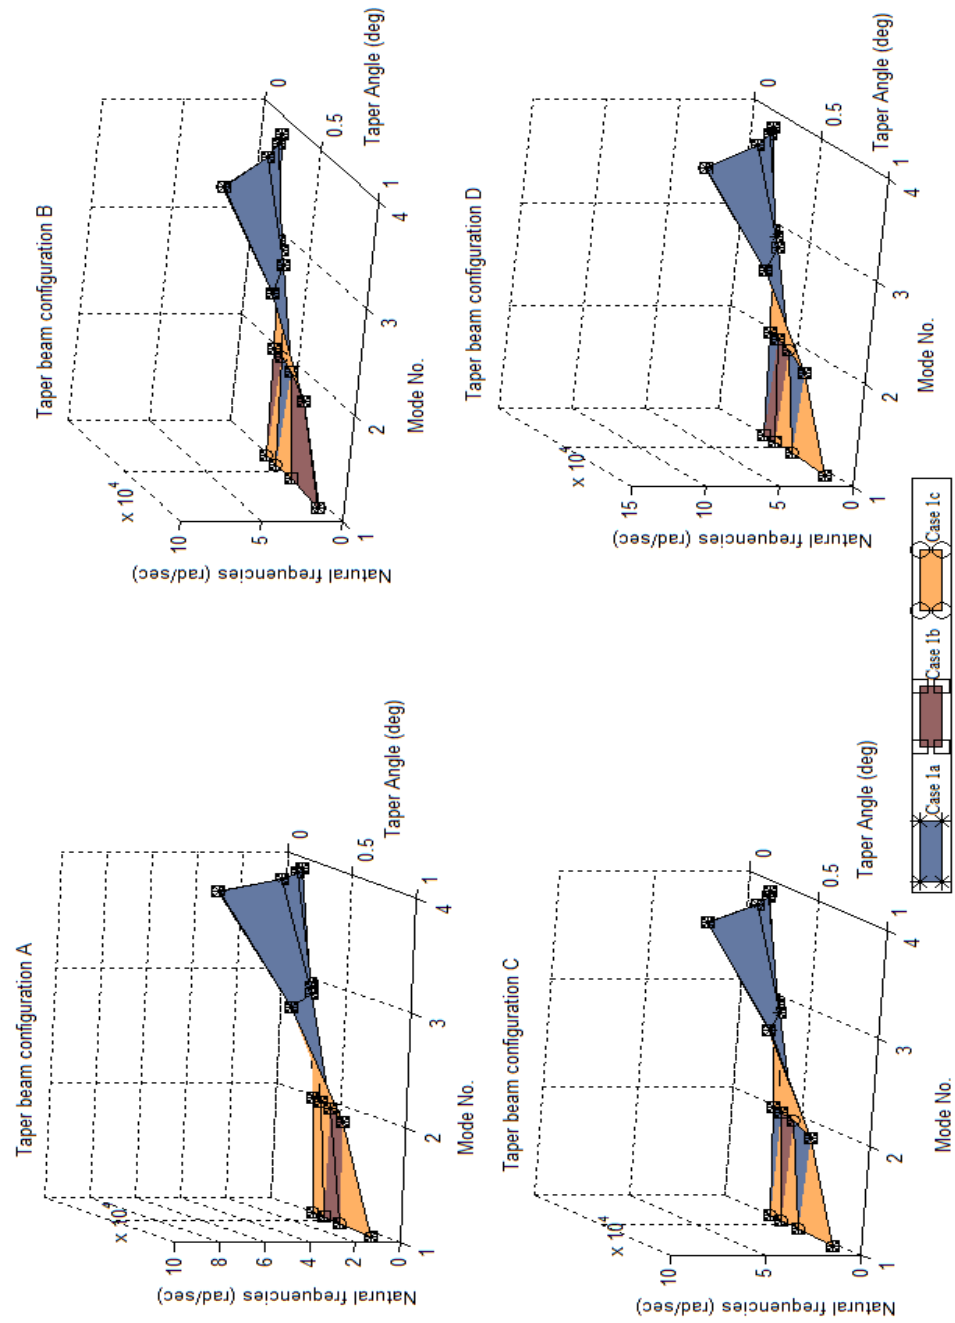 Taper beam configuration A
x 10^4
10
8
6
4
2
0
Natural frequencies (rad/sec)
1
2
3
4
Mode No.
0
0.5
1
Taper Angle (deg)
Taper beam configuration B
x 10^4
10
5
0
Natural frequencies (rad/sec)
1
2
3
4
Mode No.
0
0.5
1
Taper Angle (deg)
Taper beam configuration C
x 10^4
10
5
0
Natural frequencies (rad/sec)
1
2
3
4
Mode No.
0
0.5
1
Taper Angle (deg)
Taper beam configuration D
x 10^4
15
10
5
0
Natural frequencies (rad/sec)
1
2
3
4
Mode No.
0
0.5
1
Taper Angle (deg)
Case 1a Case 1b Case 1c